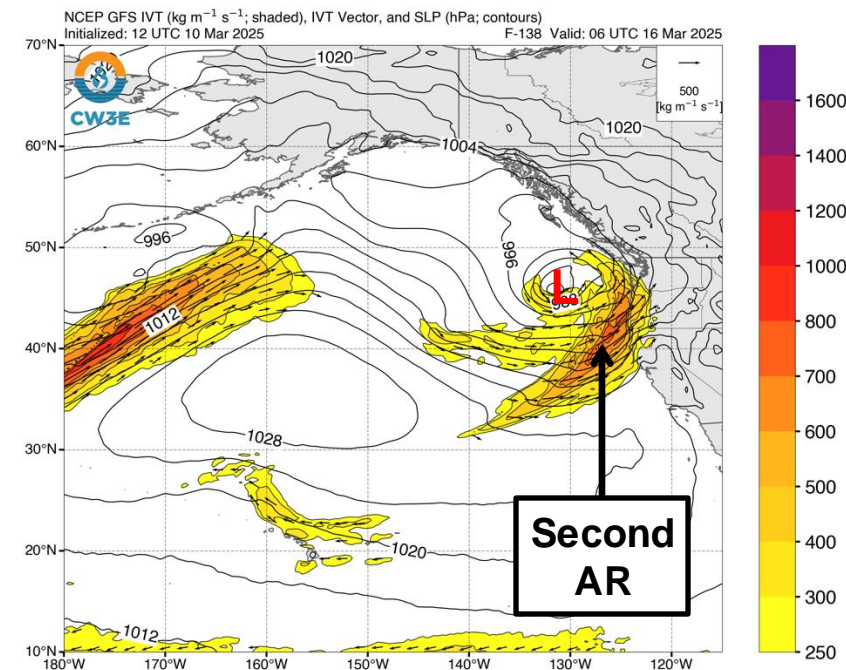 NCEP GFS IVT (kg m⁻¹ s⁻¹; shaded), IVT Vector, and SLP (hPa; contours)
Initialized: 12 UTC 10 Mar 2025 F-138 Valid: 06 UTC 16 Mar 2025
70°N
1020
500
[kg m⁻¹ s⁻¹]
CW3E
1020
60°N
1004
50°N
996
996
L
1012
40°N
1028
30°N
Second
AR
20°N
1020
1012
10°N
180°W 170°W 160°W 150°W 140°W 130°W 120°W
1600
1400
1200
1000
800
700
600
500
400
300
250